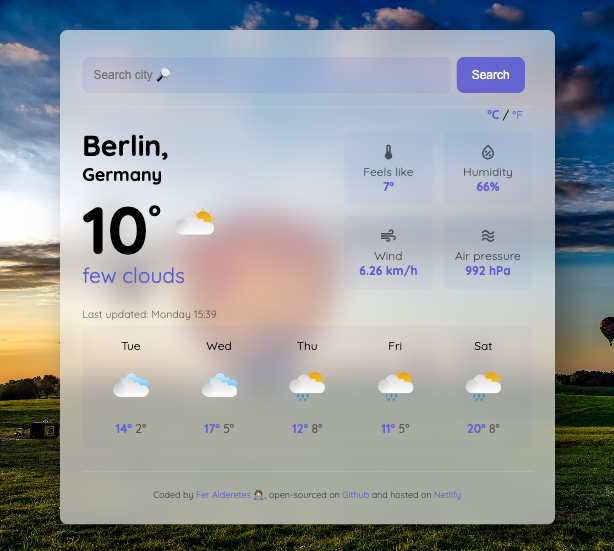 Search city
Search
°C / °F
Berlin,
Germany
10°
few clouds
Feels like
7°
Humidity
66%
Wind
6.26 km/h
Air pressure
992 hPa
Last updated: Monday 15:39
Tue Wed Thu Fri Sat
14° 2° 17° 5° 12° 8° 11° 5° 20° 8°
Coded by Fer Alderetes 👩🏻‍💻, open-sourced on Github and hosted on Netlify